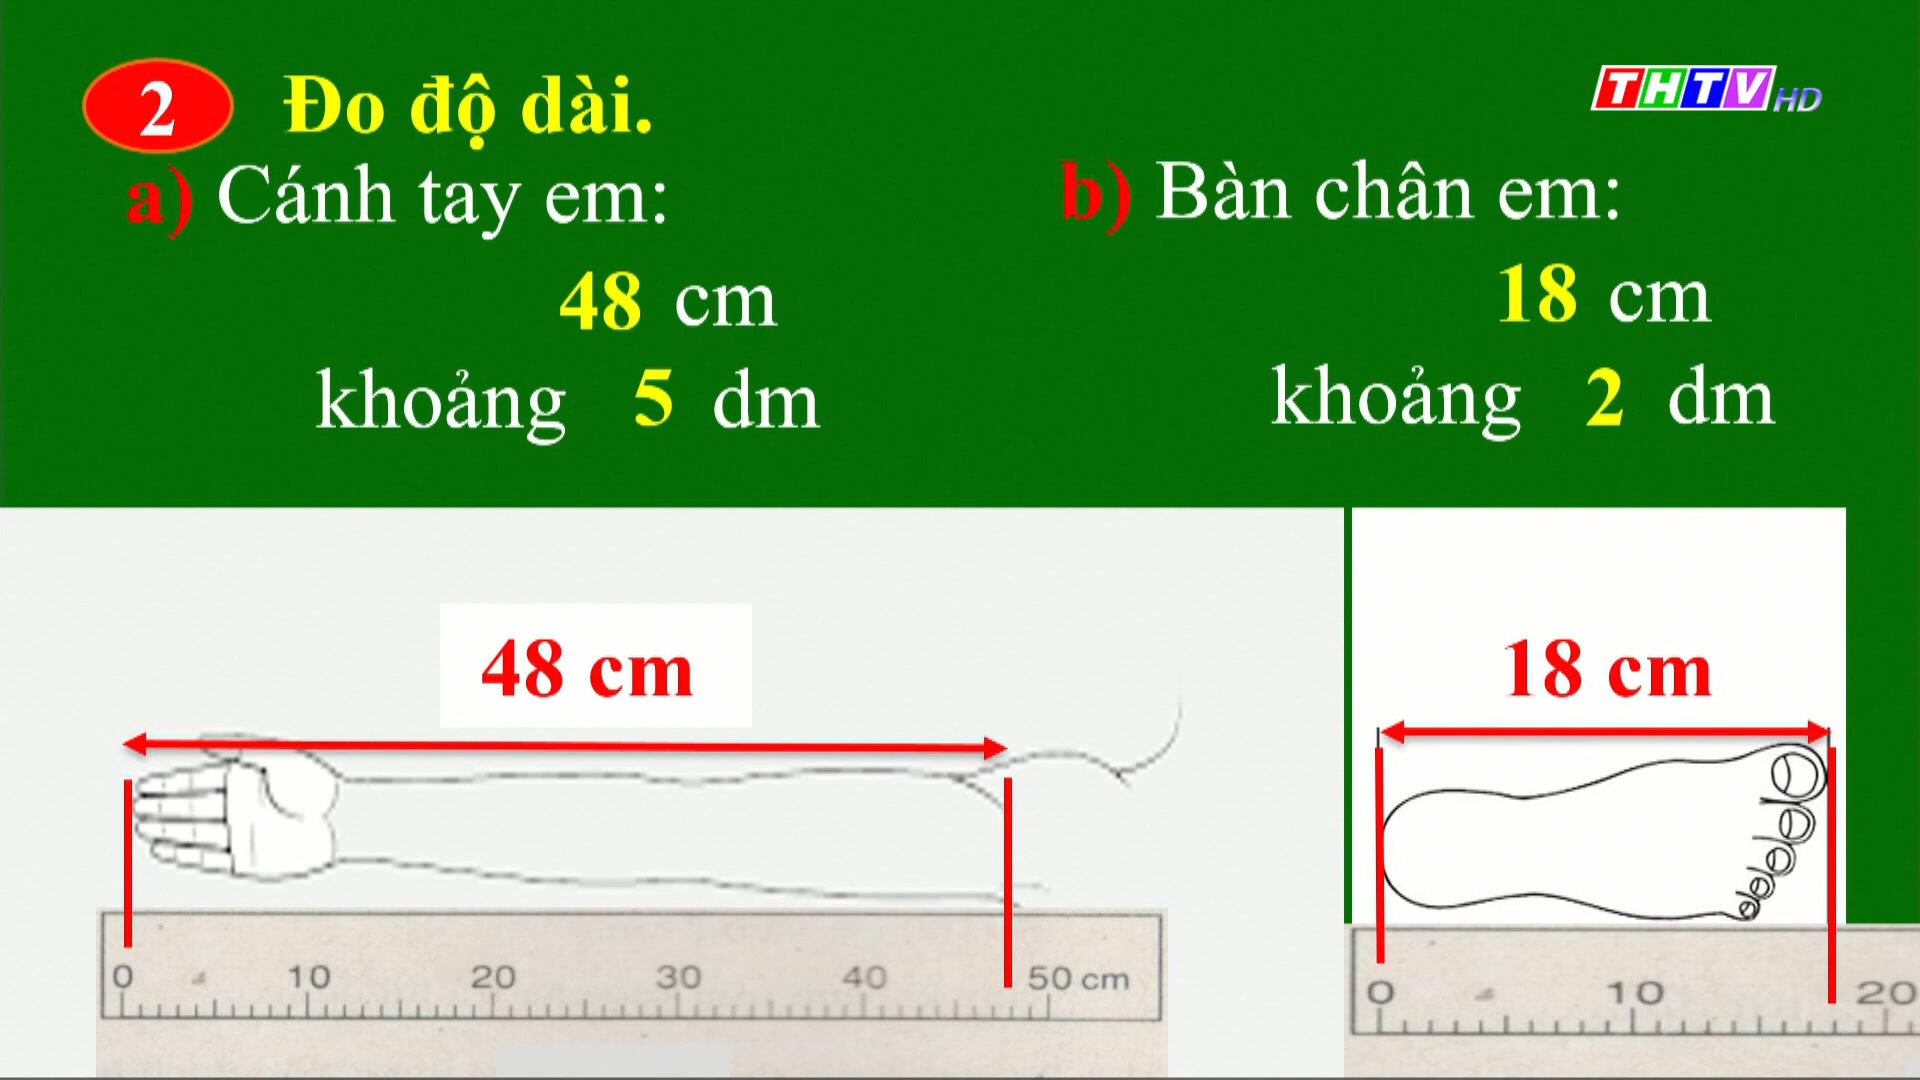 2 Đo độ dài.
THTV HD
a) Cánh tay em:
48 cm
khoảng 5 dm
b) Bàn chân em:
18 cm
khoảng 2 dm
48 cm
0 10 20 30 40 50 cm
18 cm
0 10 20